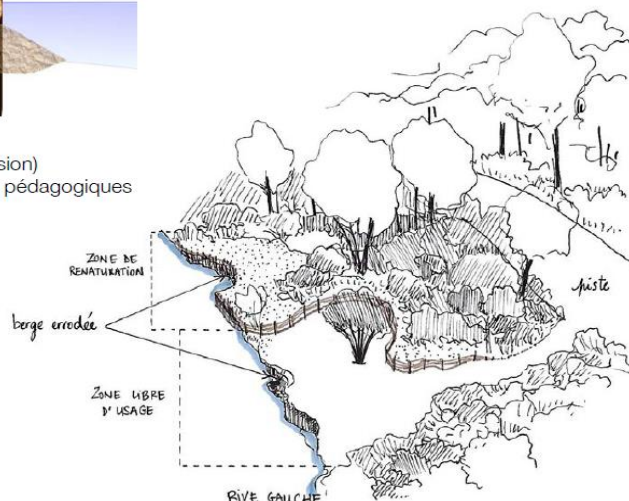 sion)
pédagogiques
ZONE DE
RENATURATION
berge errodée
piste
ZONE LIBRE
D'USAGE
RIVE GAUCHE